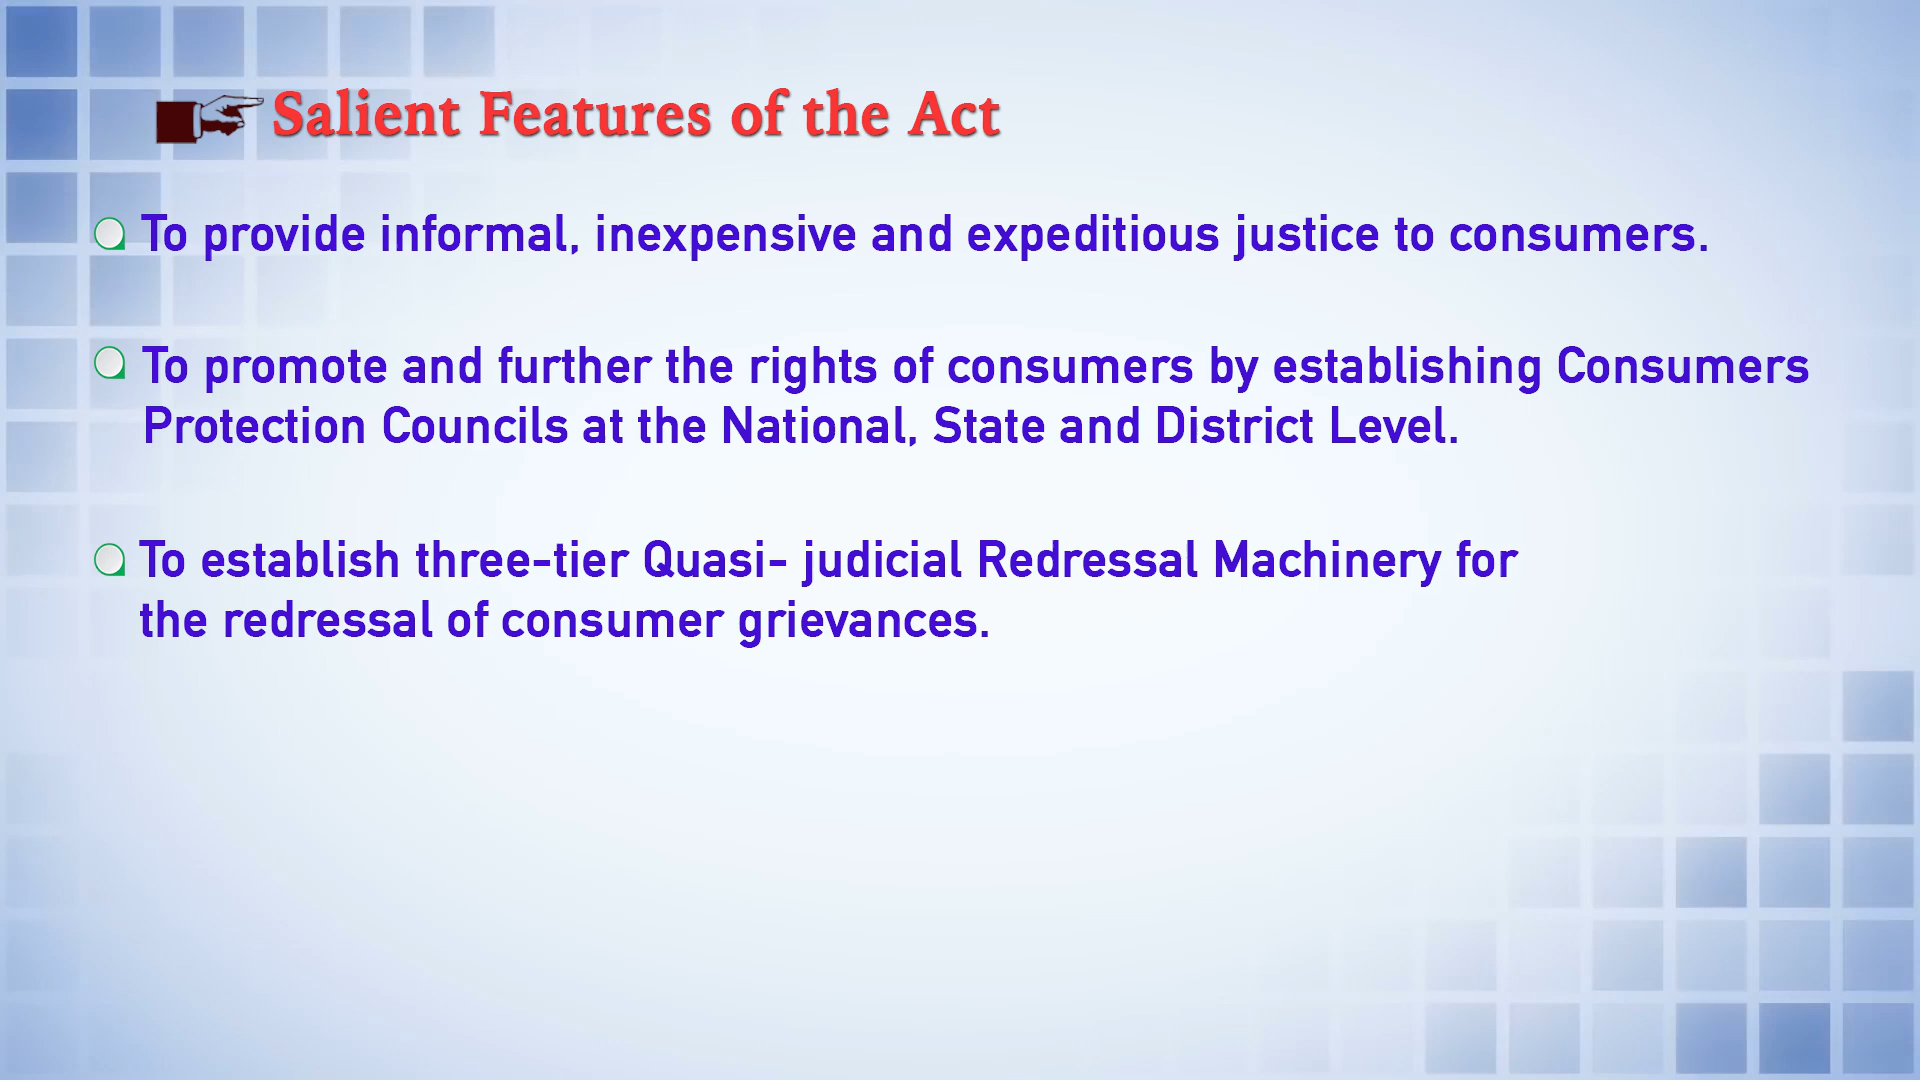 Salient Features of the Act
To provide informal, inexpensive and expeditious justice to consumers.
To promote and further the rights of consumers by establishing Consumers
Protection Councils at the National, State and District Level.
To establish three-tier Quasi- judicial Redressal Machinery for
the redressal of consumer grievances.